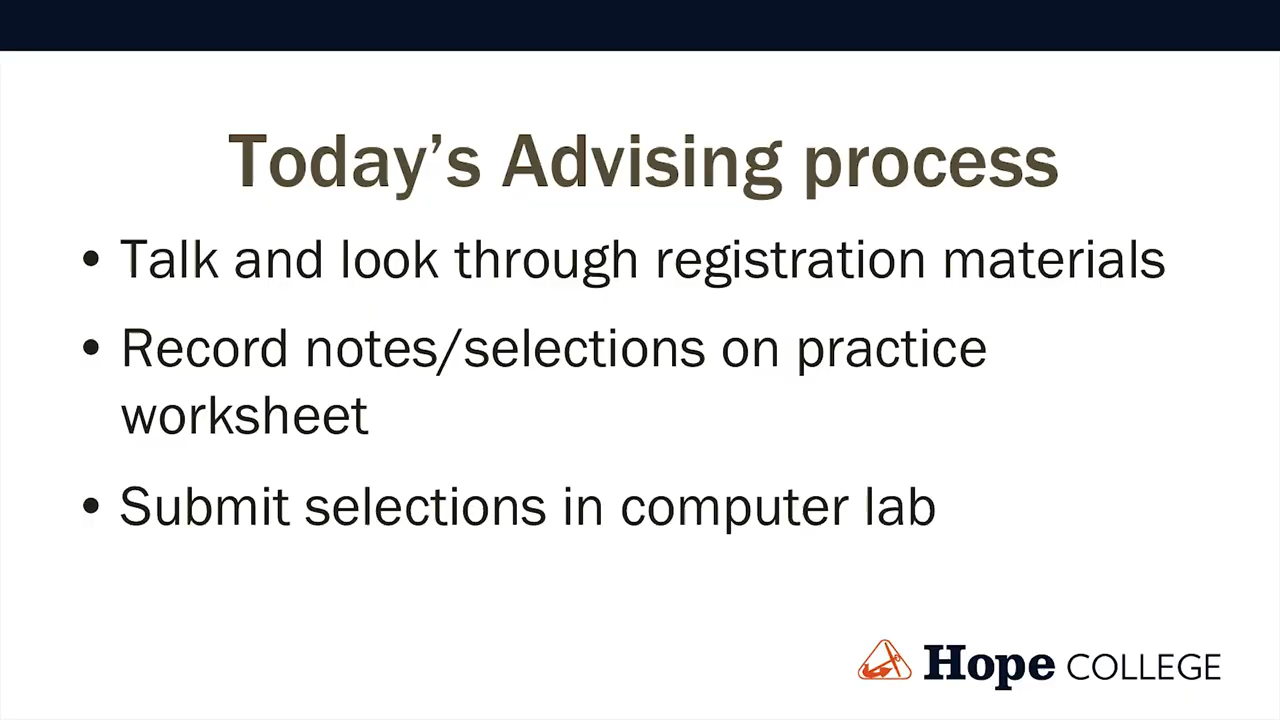 Today’s Advising process
• Talk and look through registration materials
• Record notes/selections on practice
worksheet
• Submit selections in computer lab
Hope COLLEGE